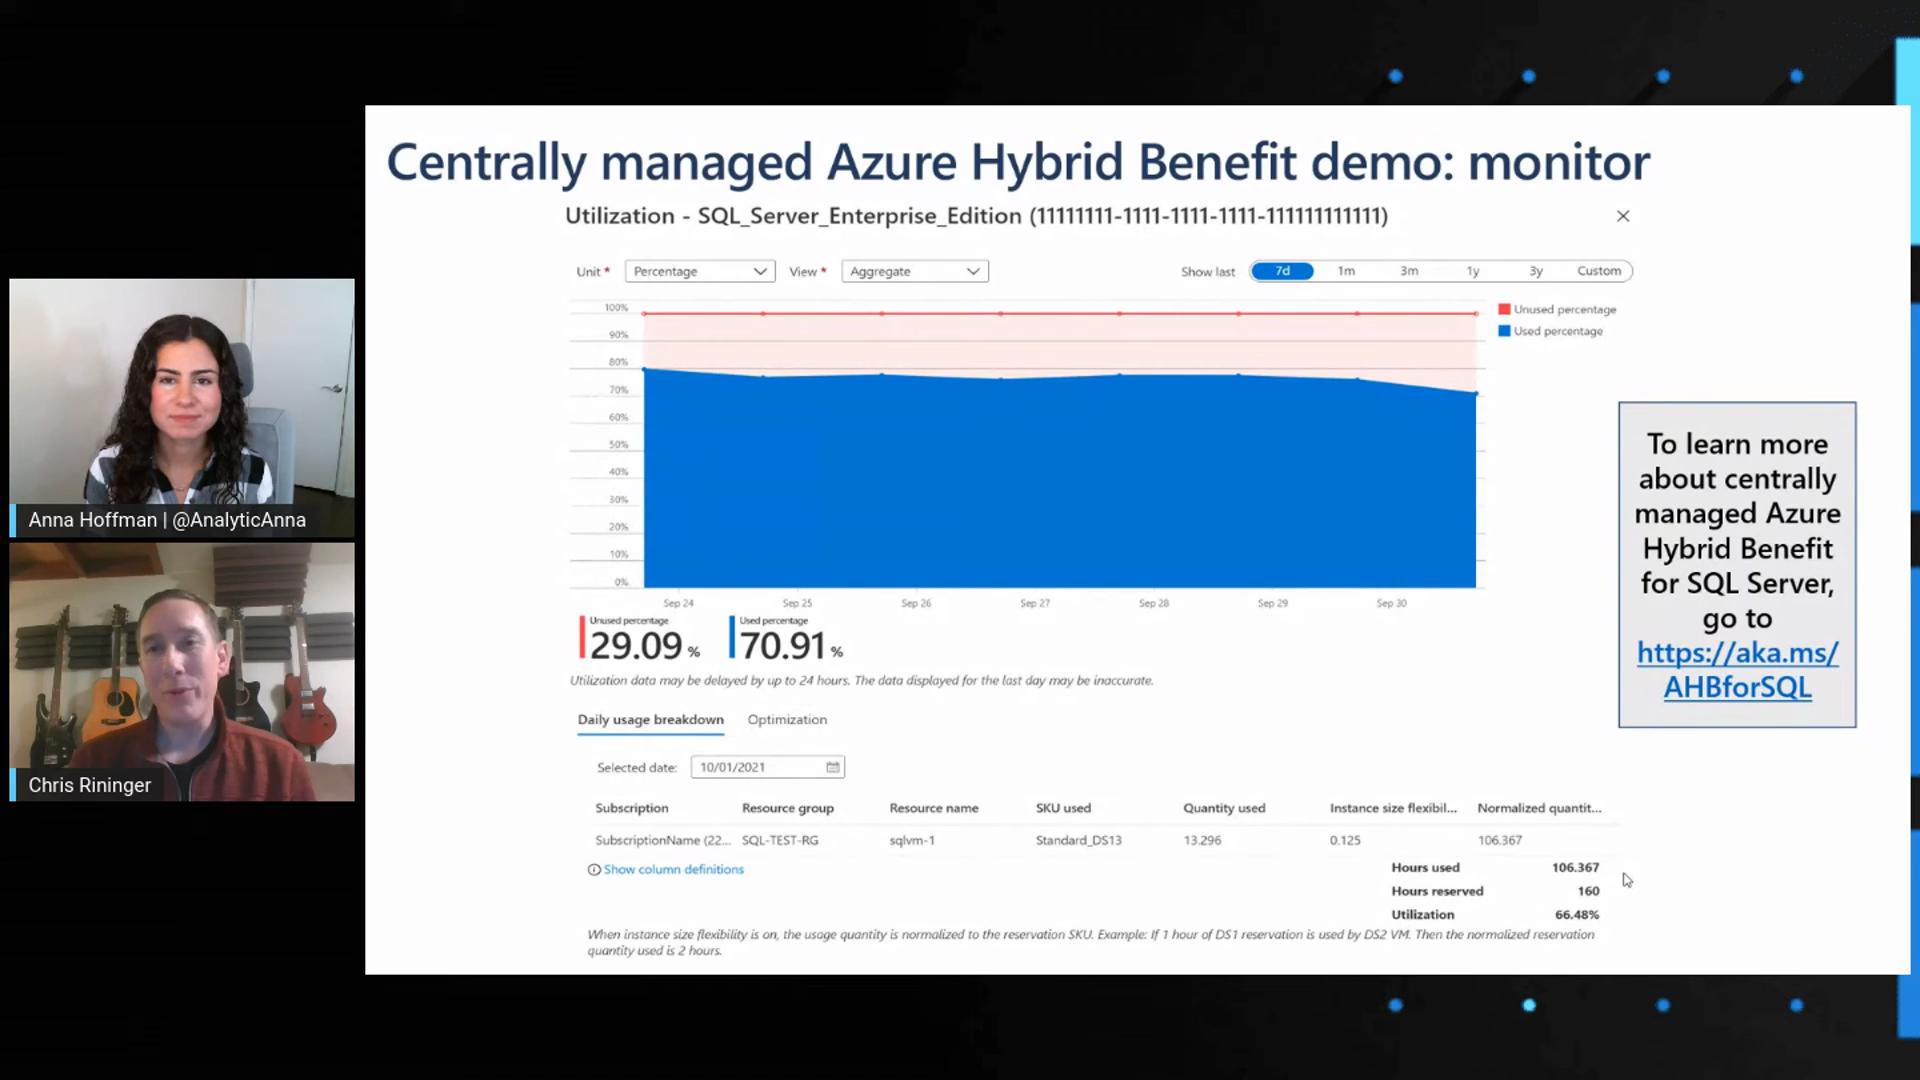 Centrally managed Azure Hybrid Benefit demo: monitor
Utilization - SQL_Server_Enterprise_Edition (11111111-1111-1111-1111-111111111111)
Unit * Percentage View * Aggregate Show last 7d 1m 3m 1y 3y Custom
100%
90%
80%
70%
60%
50%
40%
30%
20%
10%
0%
Sep 24 Sep 25 Sep 26 Sep 27 Sep 28 Sep 29 Sep 30
Unused percentage
Used percentage
Unused percentage
29.09 %
Used percentage
70.91 %
Utilization data may be delayed by up to 24 hours. The data displayed for the last day may be inaccurate.
Daily usage breakdown Optimization
Selected date: 10/01/2021
Subscription Resource group Resource name SKU used Quantity used Instance size flexibil... Normalized quantit...
SubscriptionName (22... SQL-TEST-RG sqlvm-1 Standard_DS13 13.296 0.125 106.367
Show column definitions
Hours used 106.367
Hours reserved 160
Utilization 66.48%
When instance size flexibility is on, the usage quantity is normalized to the reservation SKU. Example: If 1 hour of DS1 reservation is used by DS2 VM. Then the normalized reservation
quantity used is 2 hours.
To learn more
about centrally
managed Azure
Hybrid Benefit
for SQL Server,
go to
https://aka.ms/
AHBforSQL
Anna Hoffman | @AnalyticAnna
Chris Rininger